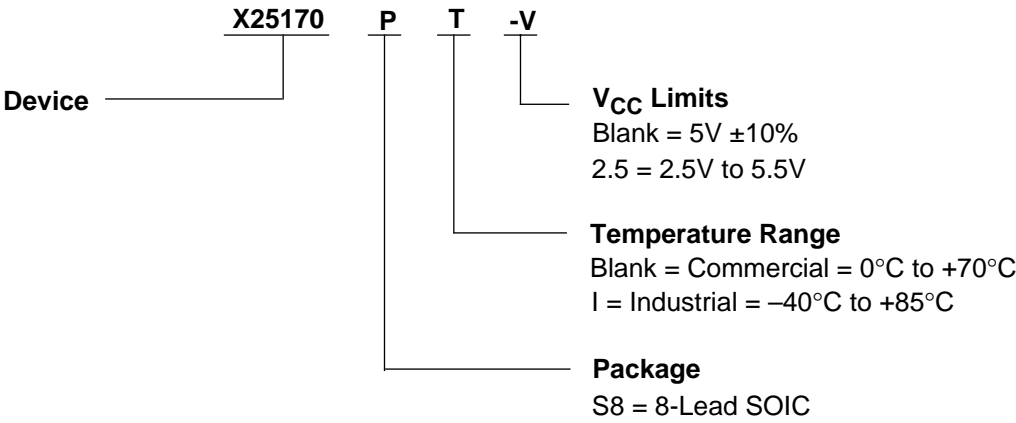 X25170 P T -V
Device
VCC Limits
Blank = 5V ±10%
2.5 = 2.5V to 5.5V
Temperature Range
Blank = Commercial = 0°C to +70°C
I = Industrial = –40°C to +85°C
Package
S8 = 8-Lead SOIC